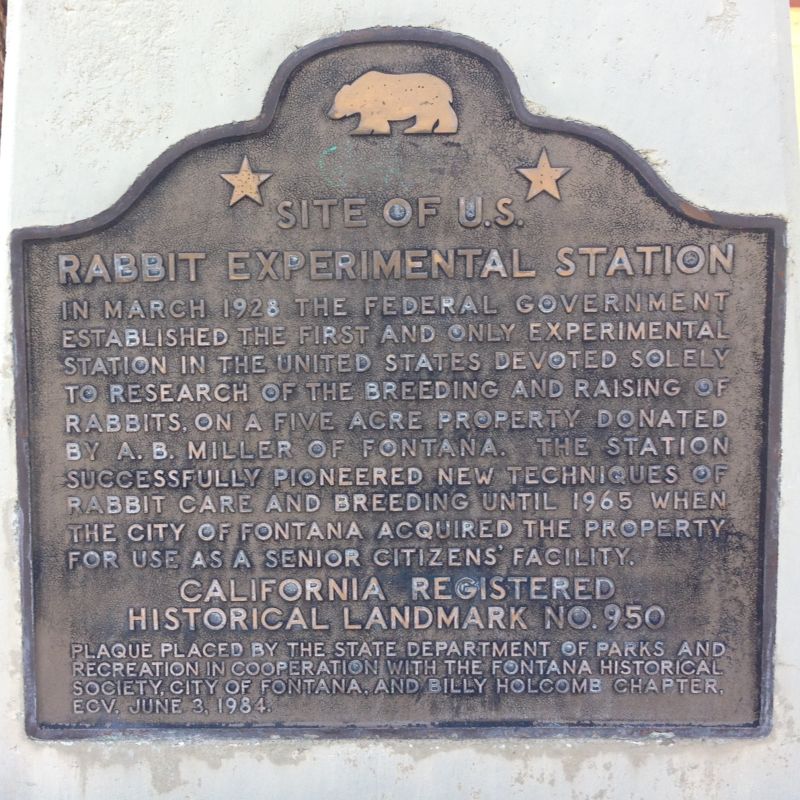 SITE OF U.S.
RABBIT EXPERIMENTAL STATION
IN MARCH 1928 THE FEDERAL GOVERNMENT
ESTABLISHED THE FIRST AND ONLY EXPERIMENTAL
STATION IN THE UNITED STATES DEVOTED SOLELY
TO RESEARCH OF THE BREEDING AND RAISING OF
RABBITS, ON A FIVE ACRE PROPERTY DONATED
BY A. B. MILLER OF FONTANA. THE STATION
SUCCESSFULLY PIONEERED NEW TECHNIQUES OF
RABBIT CARE AND BREEDING UNTIL 1965 WHEN
THE CITY OF FONTANA ACQUIRED THE PROPERTY
FOR USE AS A SENIOR CITIZENS' FACILITY.
CALIFORNIA REGISTERED
HISTORICAL LANDMARK NO. 950
PLAQUE PLACED BY THE STATE DEPARTMENT OF PARKS AND
RECREATION IN COOPERATION WITH THE FONTANA HISTORICAL
SOCIETY, CITY OF FONTANA, AND BILLY HOLCOMB CHAPTER,
ECV. JUNE 3, 1984.